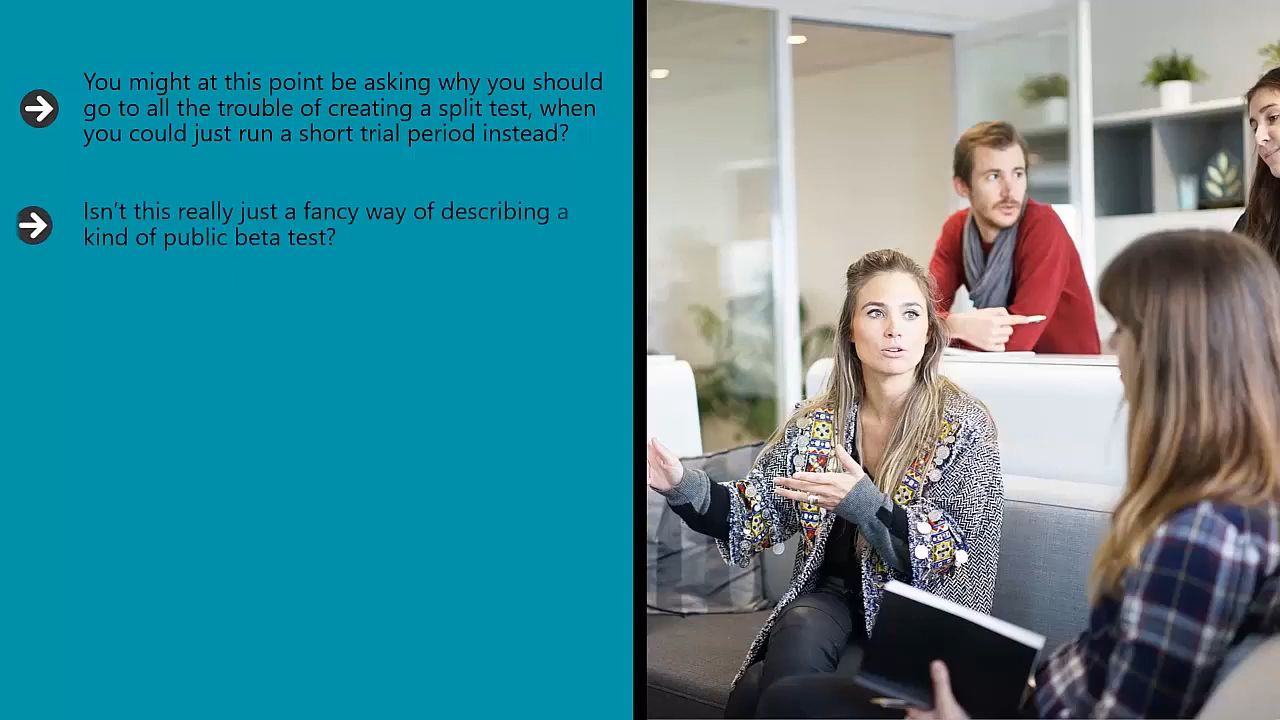 You might at this point be asking why you should
go to all the trouble of creating a split test, when
you could just run a short trial period instead?
Isn't this really just a fancy way of describing a
kind of public beta test?